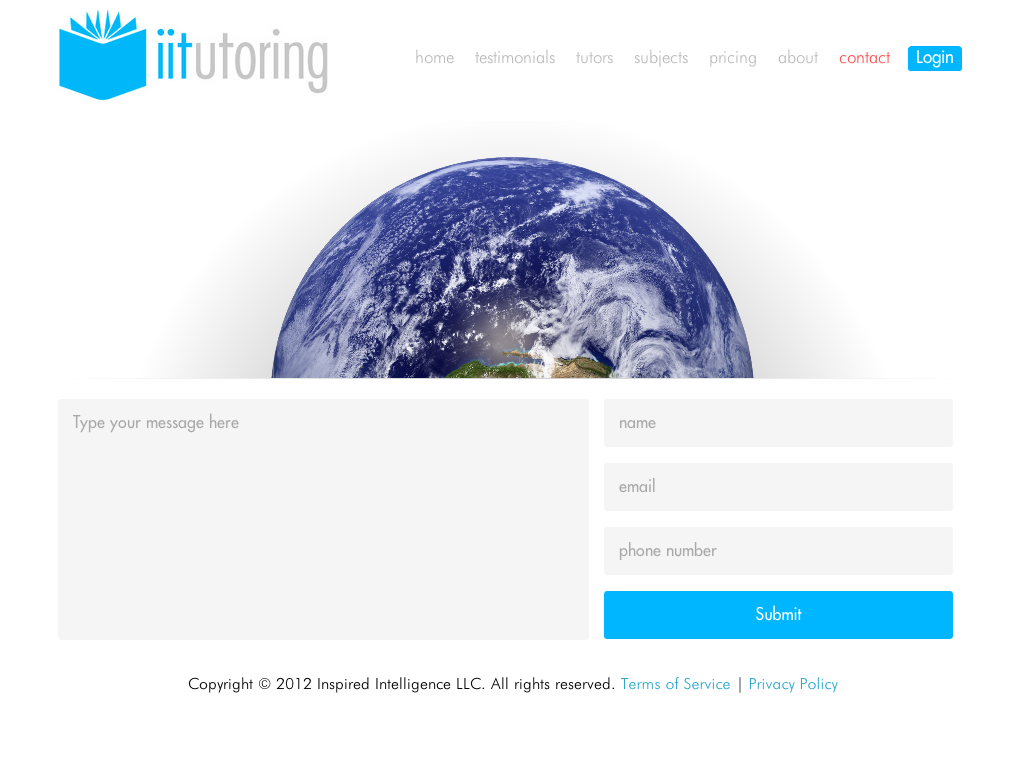 iitutoring
home testimonials tutors subjects pricing about contact Login
Type your message here
name
email
phone number
Submit
Copyright © 2012 Inspired Intelligence LLC. All rights reserved. Terms of Service | Privacy Policy